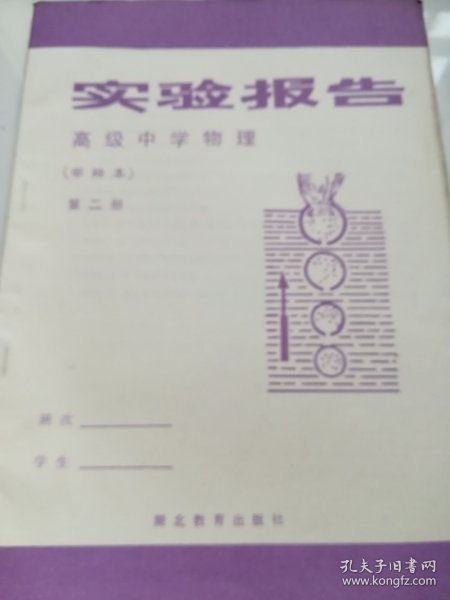 实验报告
高级中学物理
(甲种本)
第二册
班次
学生
湖北教育出版社
孔夫子旧书网
www.kongfz.com